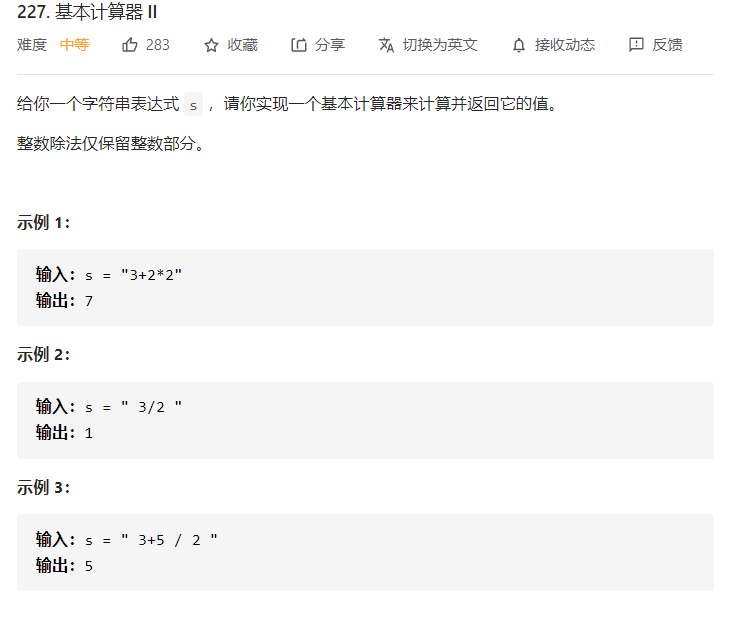 227. 基本计算器 II
难度 中等 283 收藏 分享 切换为英文 接收动态 反馈
给你一个字符串表达式 s ，请你实现一个基本计算器来计算并返回它的值。
整数除法仅保留整数部分。
示例 1：
输入：s = "3+2*2"
输出：7
示例 2：
输入：s = " 3/2 "
输出：1
示例 3：
输入：s = " 3+5 / 2 "
输出：5